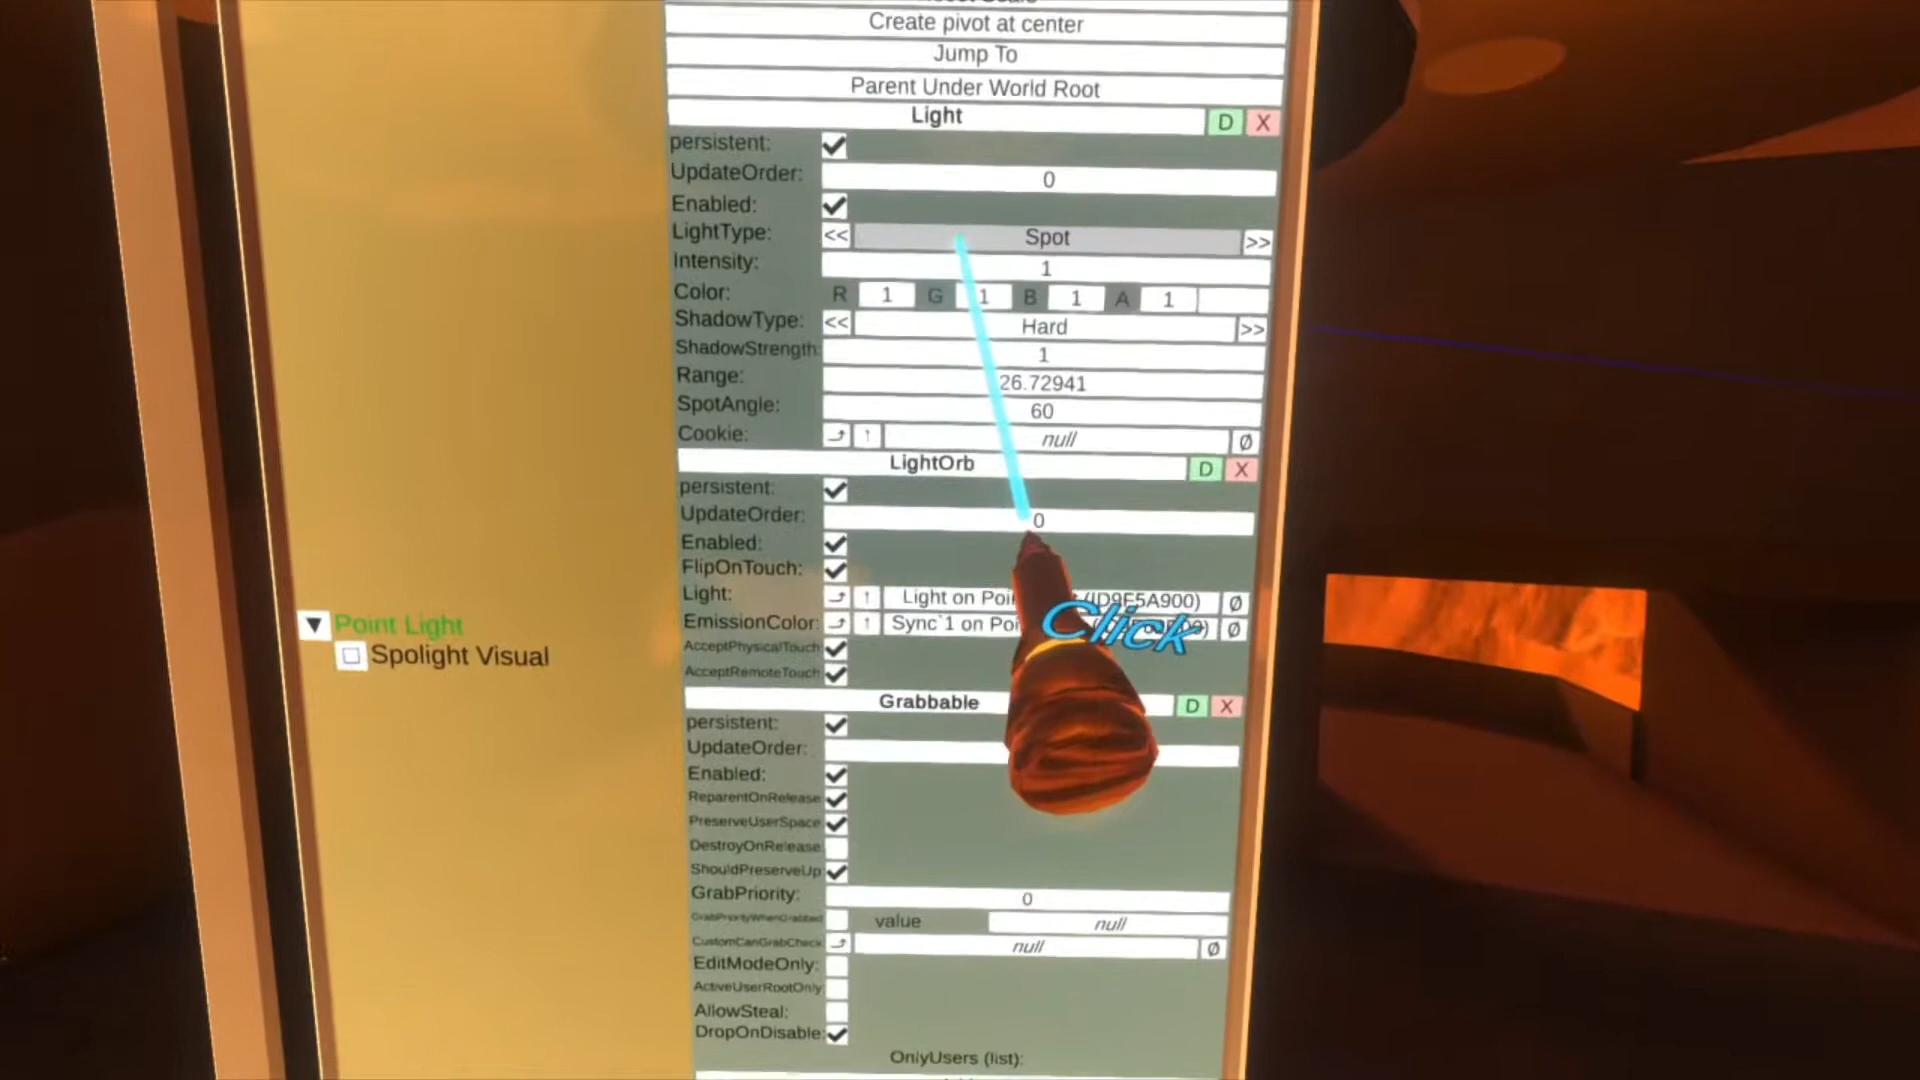 Create pivot at center
Jump To
Parent Under World Root
Light D X
persistent:
UpdateOrder: 0
Enabled:
LightType: << Spot >>
Intensity: 1
Color: R 1 G 1 B 1 A 1
ShadowType: << Hard >>
ShadowStrength: 1
Range: 26.72941
SpotAngle: 60
Cookie: ↑ null Ø
LightOrb D X
persistent:
UpdateOrder: 0
Enabled:
FlipOnTouch:
Light: ↑ Light on Poi (ID9E5A900) Ø
EmissionColor: ↑ Sync`1 on Poi Ø
Click
AcceptPhysicalTouch:
AcceptRemoteTouch:
Grabbable D X
persistent:
UpdateOrder:
Enabled:
ReparentOnRelease:
PreserveUserSpace:
DestroyOnRelease:
ShouldPreserveUp:
GrabPriority: 0
GrabPriorityWhenGrabbed value null
CustomCanGrabCheck: null Ø
EditModeOnly:
ActiveUserRootOnly:
AllowSteal:
DropOnDisable:
OnlyUsers (list):
Point Light
Spolight Visual